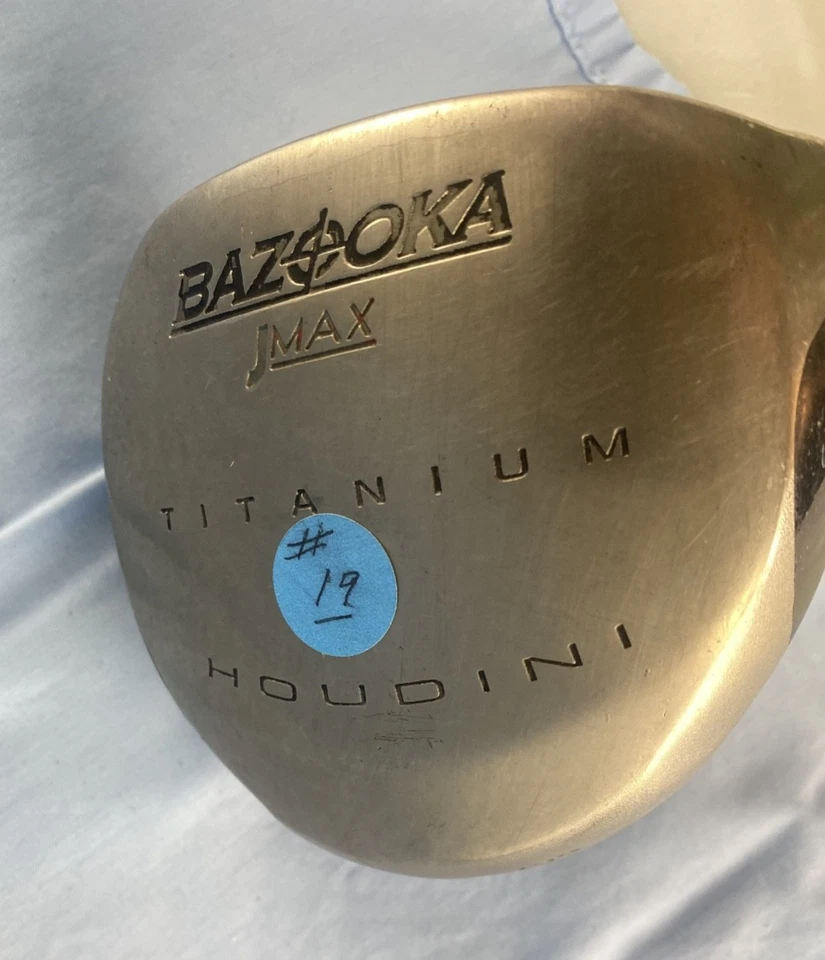 BAZOOKA
JMAX
TITANIUM
#
19
HOUDINI